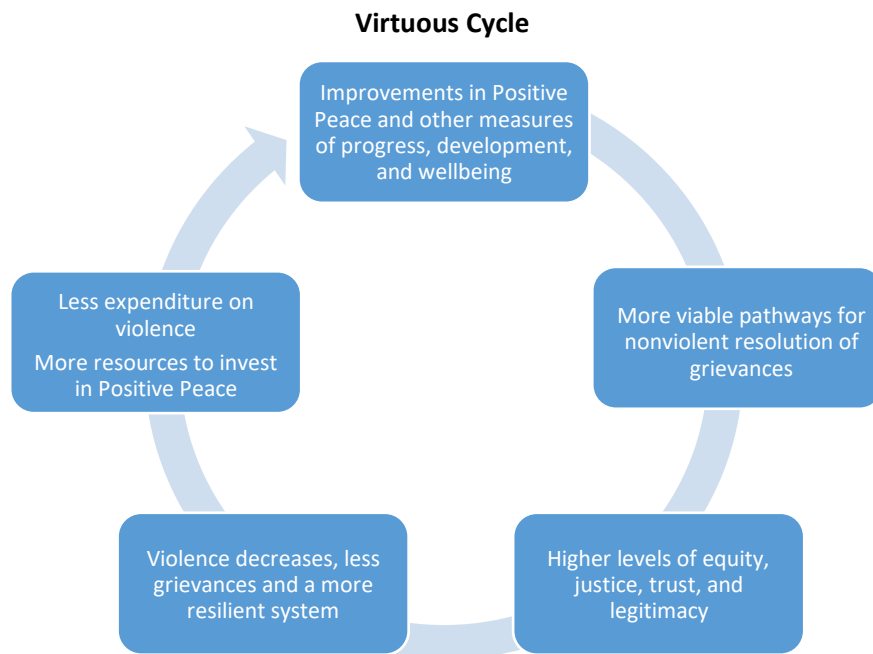 Virtuous Cycle
Improvements in Positive
Peace and other measures
of progress, development,
and wellbeing
More viable pathways for
nonviolent resolution of
grievances
Higher levels of equity,
justice, trust, and
legitimacy
Violence decreases, less
grievances and a more
resilient system
Less expenditure on
violence
More resources to invest
in Positive Peace